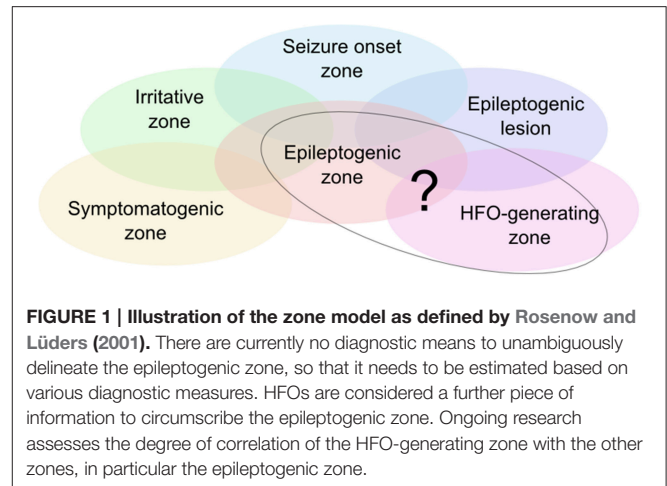 Seizure onset
zone
Irritative
zone
Epileptogenic
lesion
Epileptogenic
zone
?
Symptomatogenic
zone
HFO-generating
zone
FIGURE 1 | Illustration of the zone model as defined by Rosenow and
Lüders (2001). There are currently no diagnostic means to unambiguously
delineate the epileptogenic zone, so that it needs to be estimated based on
various diagnostic measures. HFOs are considered a further piece of
information to circumscribe the epileptogenic zone. Ongoing research
assesses the degree of correlation of the HFO-generating zone with the other
zones, in particular the epileptogenic zone.